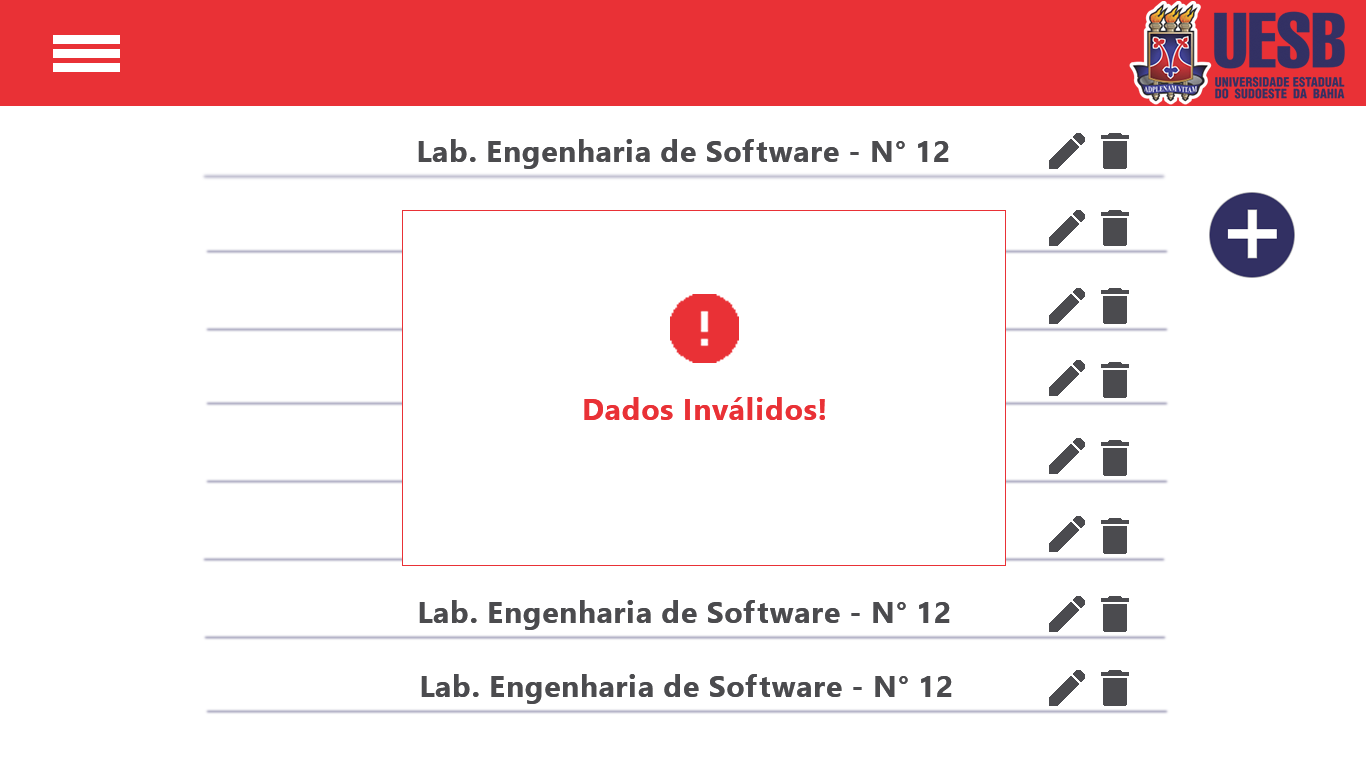 UESB
UNIVERSIDADE ESTADUAL
DO SUDOESTE DA BAHIA
ADPLENAM VITAM
Lab. Engenharia de Software - N° 12
Dados Inválidos!
Lab. Engenharia de Software - N° 12
Lab. Engenharia de Software - N° 12